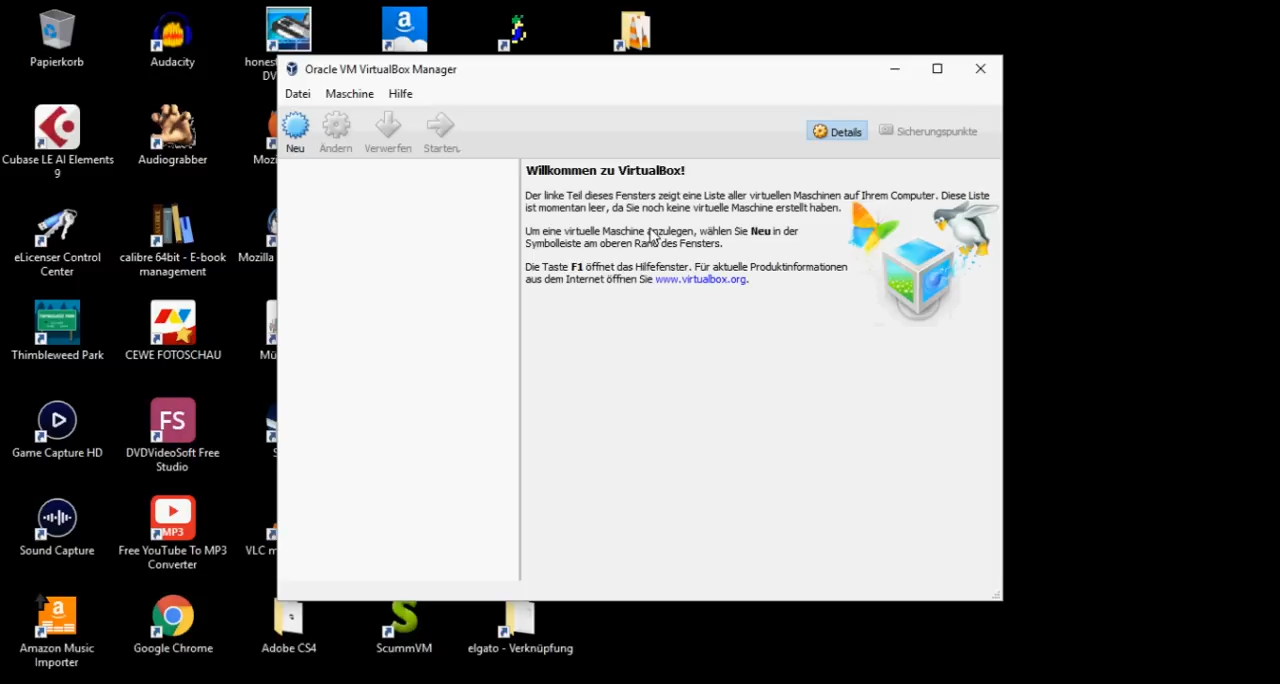 Papierkorb
Audacity
Oracle VM VirtualBox Manager
Datei Maschine Hilfe
Neu Ändern Verwerfen Starten
Details Sicherungspunkte
Willkommen zu VirtualBox!
Der linke Teil dieses Fensters zeigt eine Liste aller virtuellen Maschinen auf Ihrem Computer. Diese Liste
ist momentan leer, da Sie noch keine virtuelle Maschine erstellt haben.
Um eine virtuelle Maschine anzulegen, wählen Sie Neu in der
Symbolleiste am oberen Rand des Fensters.
Die Taste F1 öffnet das Hilfefenster. Für aktuelle Produktinformationen
aus dem Internet öffnen Sie www.virtualbox.org.
Cubase LE AI Elements
9
Audiograbber
eLicenser Control
Center
calibre 64bit - E-book
management
Mozilla
Thimbleweed Park
CEWE FOTOSCHAU
Game Capture HD
FS
DVDVideoSoft Free
Studio
Sound Capture
MP3
Free YouTube To MP3
Converter
Amazon Music
Importer
Google Chrome
Adobe CS4
ScummVM
elgato - Verknüpfung